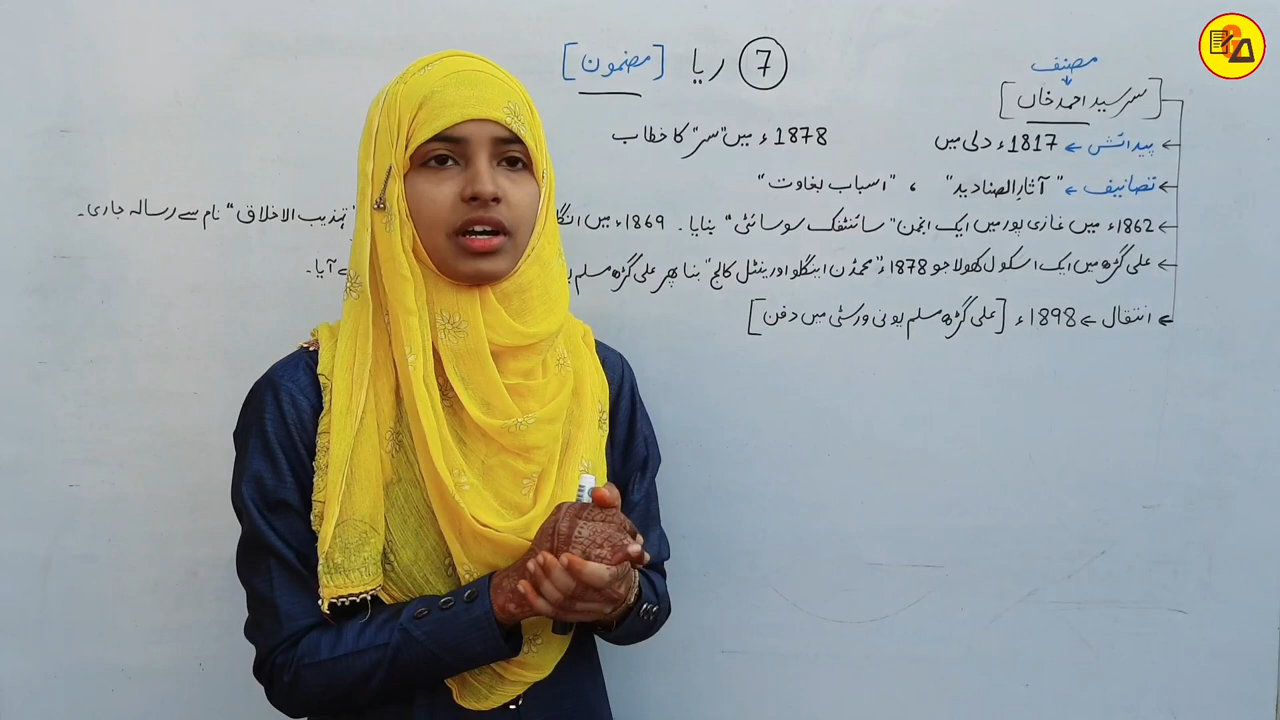 7 ریا [مضمون]
مصنف
[سر سید احمد خاں]
پیدائش ← 1817ء دلی میں
1878ء میں "سر" کا خطاب
تصانیف ← "آثارِ الصنادید" ، "اسباب بغاوت"
1862ء میں غازی پور میں ایک انجمن "سائنٹفک سوسائٹی" بنایا۔ 1869ء میں "تہذیب الاخلاق" نام سے رسالہ جاری۔
علی گڑھ میں ایک اسکول کھولا جو 1878ء "محمڈن اینگلو اورینٹل کالج" بنا پھر علی گڑھ مسلم آیا۔
انتقال ← 1898ء [علی گڑھ مسلم یونی ورسٹی میں دفن]